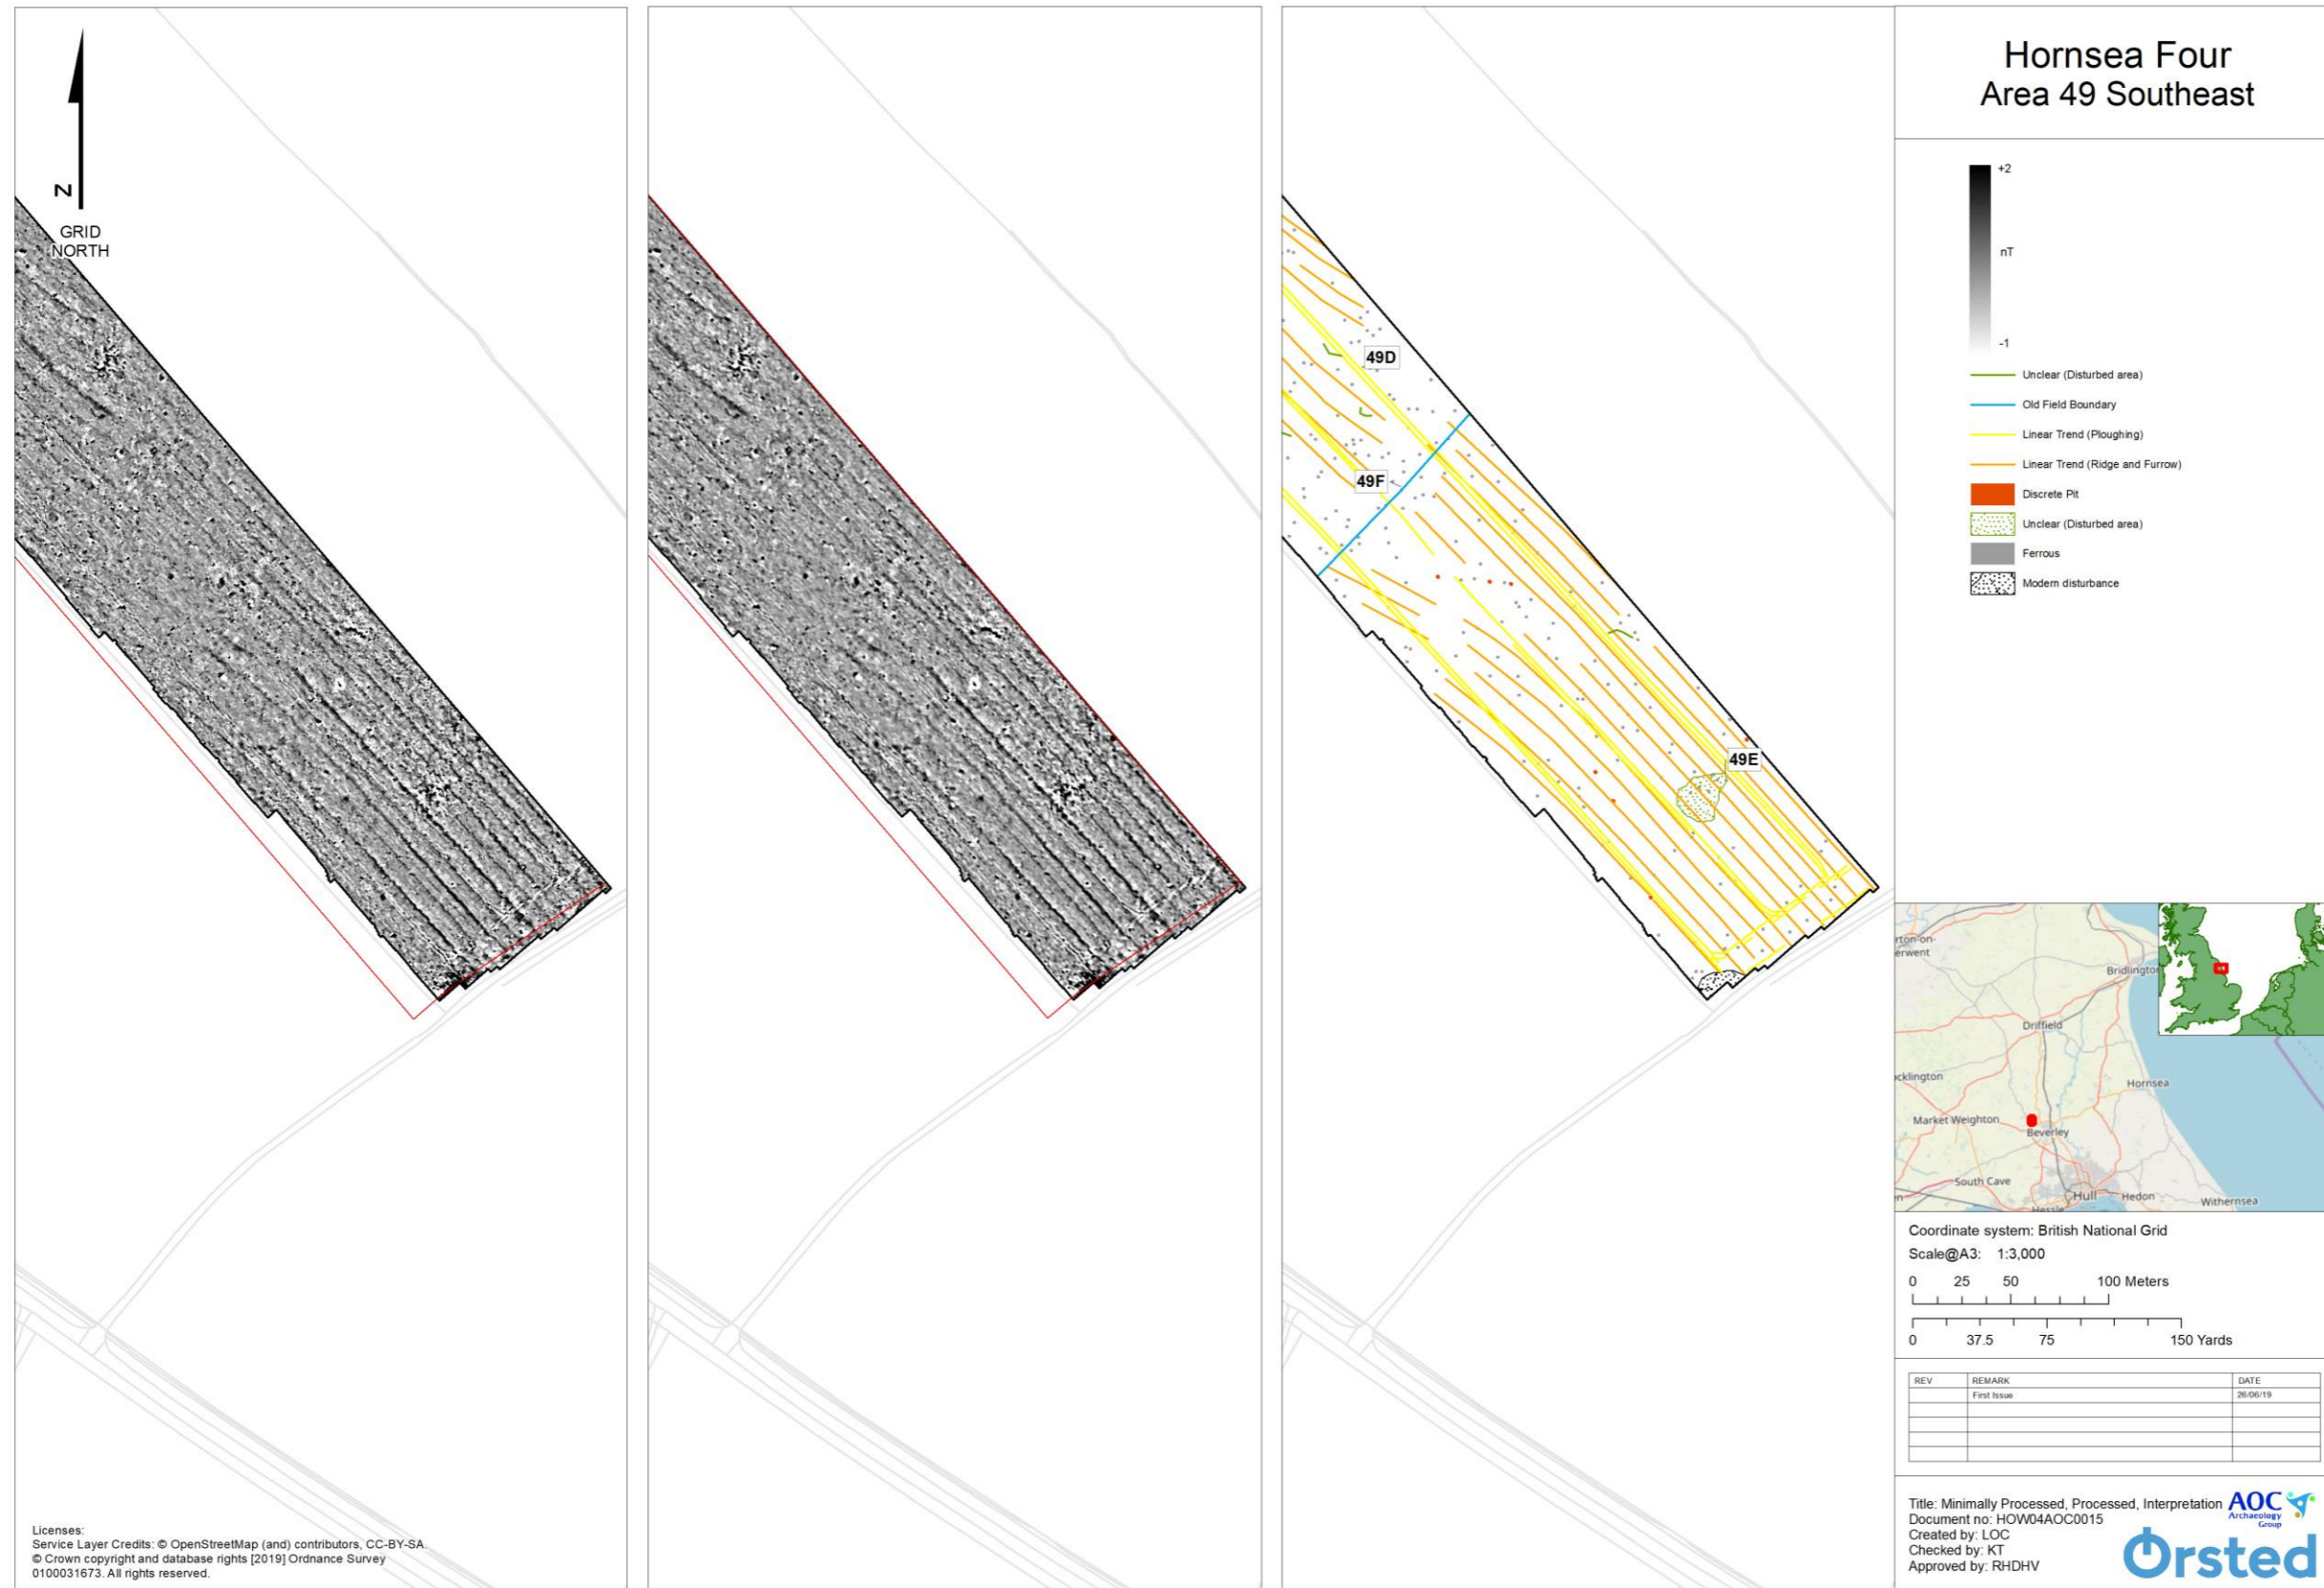 Hornsea Four
Area 49 Southeast
N
GRID
NORTH
+2
nT
-1
Unclear (Disturbed area)
Old Field Boundary
Linear Trend (Ploughing)
Linear Trend (Ridge and Furrow)
Discrete Pit
Unclear (Disturbed area)
Ferrous
Modern disturbance
49D
49F
49E
rton-on-
erwent
Bridlington
Driffield
ocklington
Hornsea
Market Weighton
Beverley
South Cave
Hull
Hedon
Withernsea
Hessle
Coordinate system: British National Grid
Scale@A3: 1:3,000
0 25 50 100 Meters
0 37.5 75 150 Yards
REV REMARK DATE
First Issue 26/06/19
Title: Minimally Processed, Processed, Interpretation
Document no: HOW04AOC0015
Created by: LOC
Checked by: KT
Approved by: RHDHV
AOC
Archaeology
Group
Orsted
Licenses:
Service Layer Credits: © OpenStreetMap (and) contributors, CC-BY-SA.
© Crown copyright and database rights [2019] Ordnance Survey
0100031673. All rights reserved.